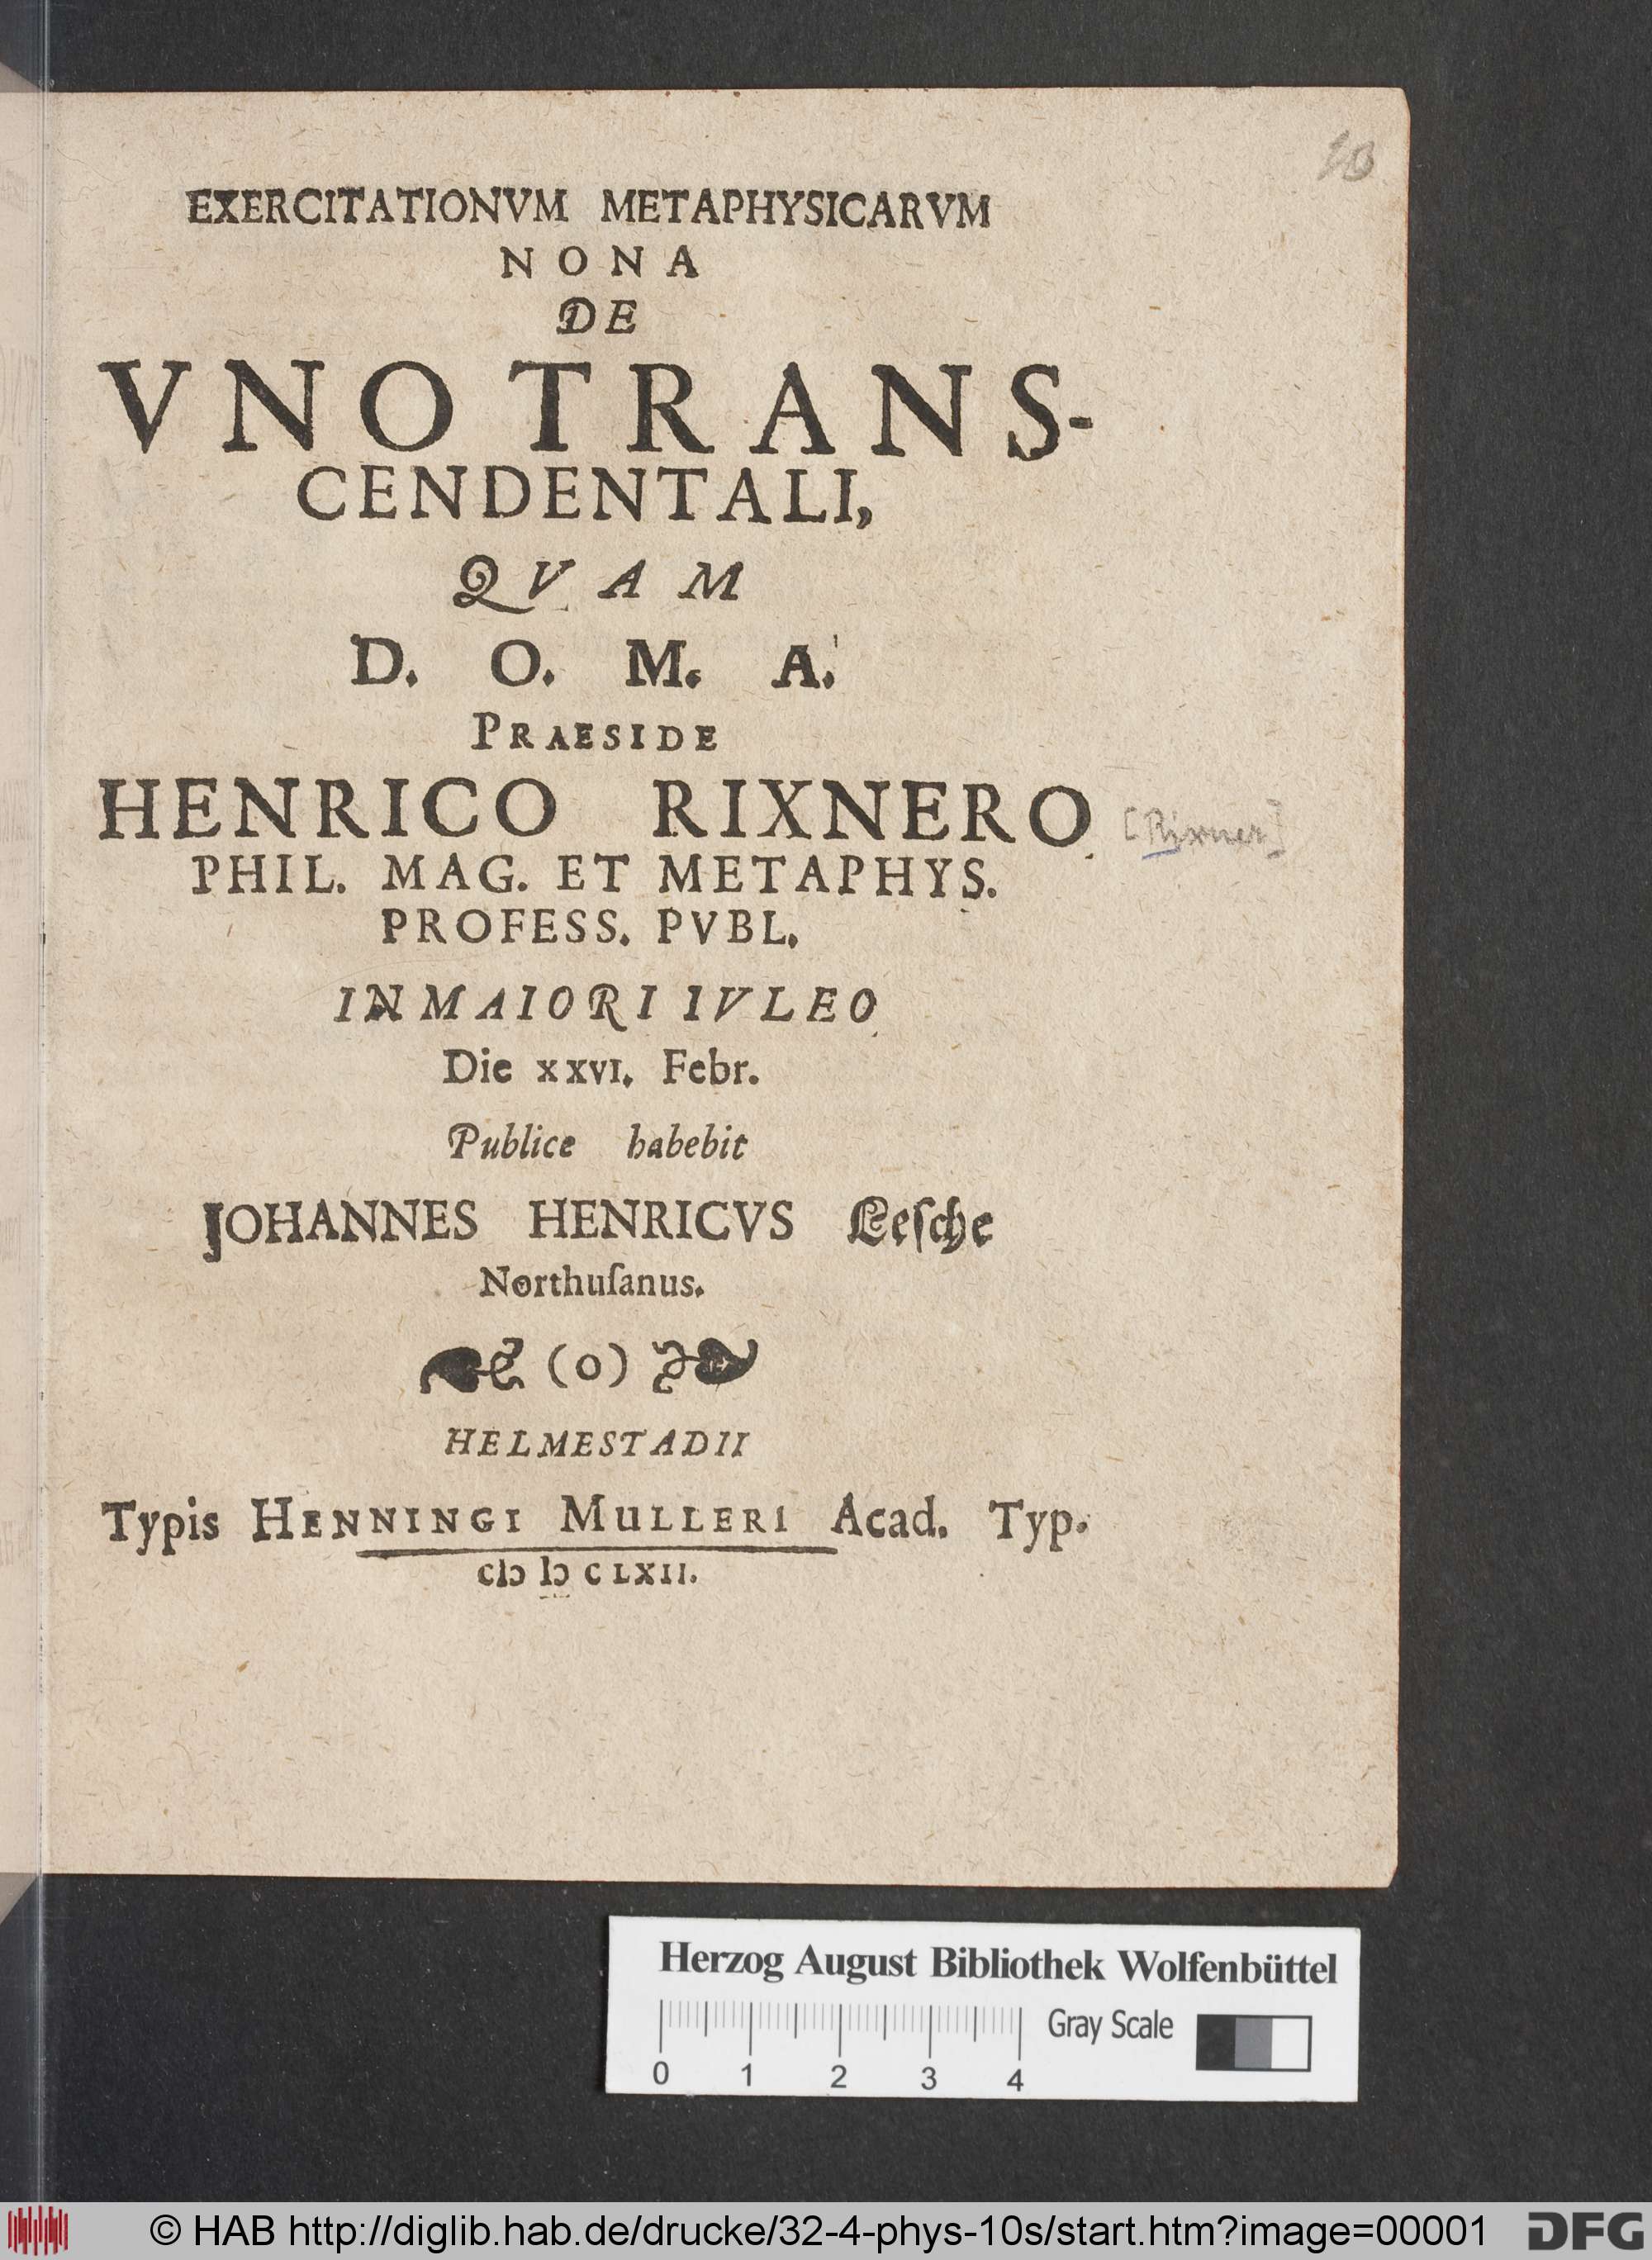 10
EXERCITATIONVM METAPHYSICARVM
NONA
DE
VNO TRANS-
CENDENTALI,
QVAM
D. O. M. A.
PRAESIDE
HENRICO RIXNERO [Rixner]
PHIL. MAG. ET METAPHYS.
PROFESS. PVBL.
IN MAIORI IVLEO
Die XXVI. Febr.
Publice habebit
JOHANNES HENRICVS Leſche
Northuſanus.
(o)
HELMESTADII
Typis HENNINGI MULLERI Acad. Typ.
cIɔ Iɔ C LXII.
Herzog August Bibliothek Wolfenbüttel
Gray Scale
0 1 2 3 4
© HAB http://diglib.hab.de/drucke/32-4-phys-10s/start.htm?image=00001
DFG